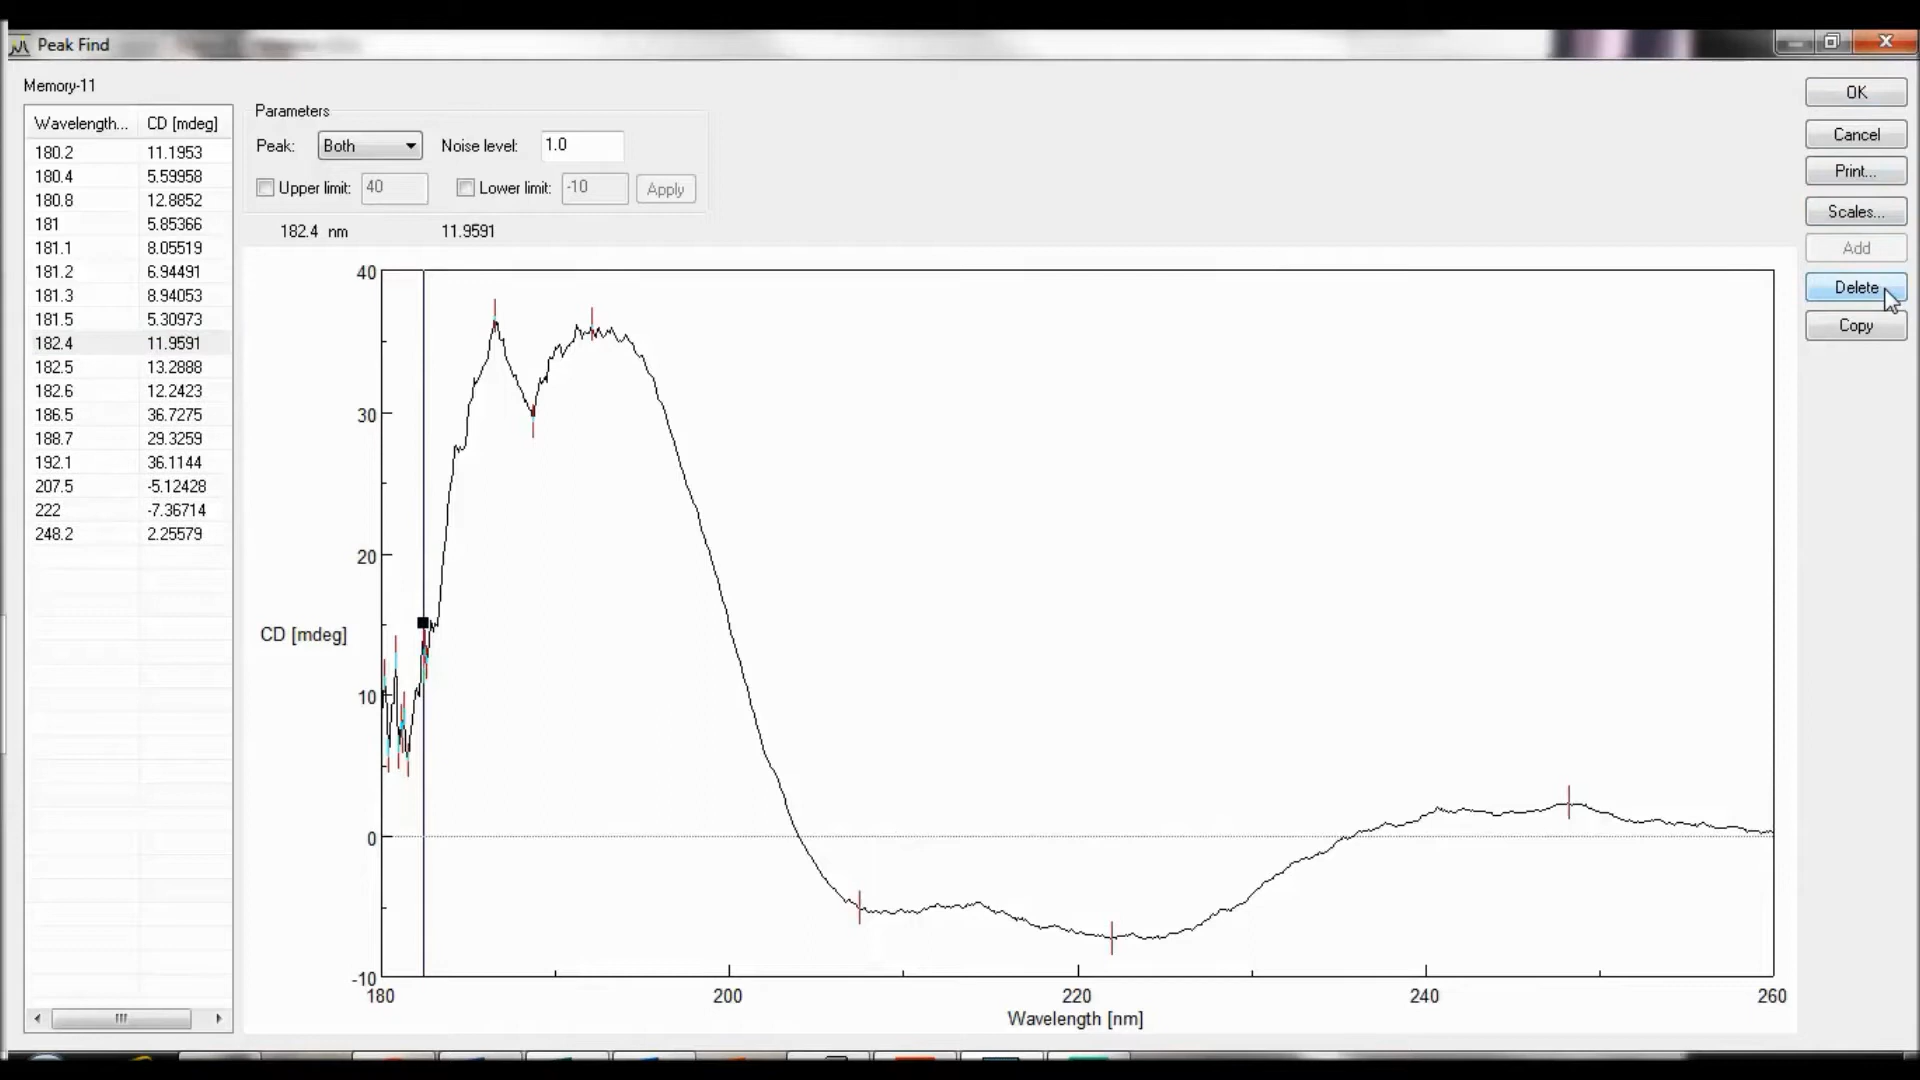 Peak Find
Memory-11
Wavelength... CD [mdeg]
180.2 11.1953
180.4 5.59958
180.8 12.8852
181 5.85366
181.1 8.05519
181.2 6.94491
181.3 8.94053
181.5 5.30973
182.4 11.9591
182.5 13.2888
182.6 12.2423
186.5 36.7275
188.7 29.3259
192.1 36.1144
207.5 -5.12428
222 -7.36714
248.2 2.25579
Parameters
Peak: Both Noise level: 1.0
Upper limit: 40 Lower limit: -10 Apply
182.4 nm 11.9591
OK
Cancel
Print...
Scales...
Add
Delete
Copy
40
30
20
CD [mdeg]
10
0
-10
180 200 220 240 260
Wavelength [nm]